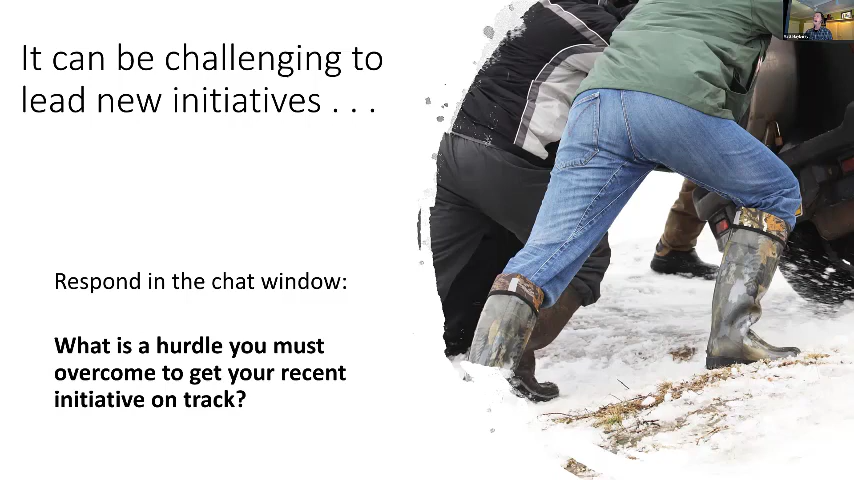 It can be challenging to
lead new initiatives . . .
Respond in the chat window:
What is a hurdle you must
overcome to get your recent
initiative on track?